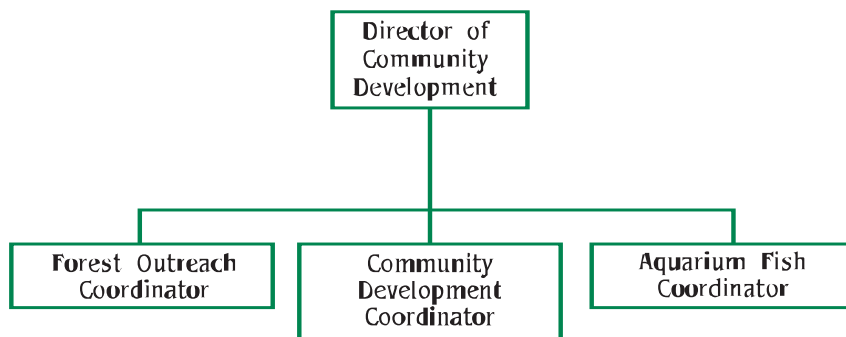 Director of
Community
Development
Forest Outreach
Coordinator
Community
Development
Coordinator
Aquarium Fish
Coordinator